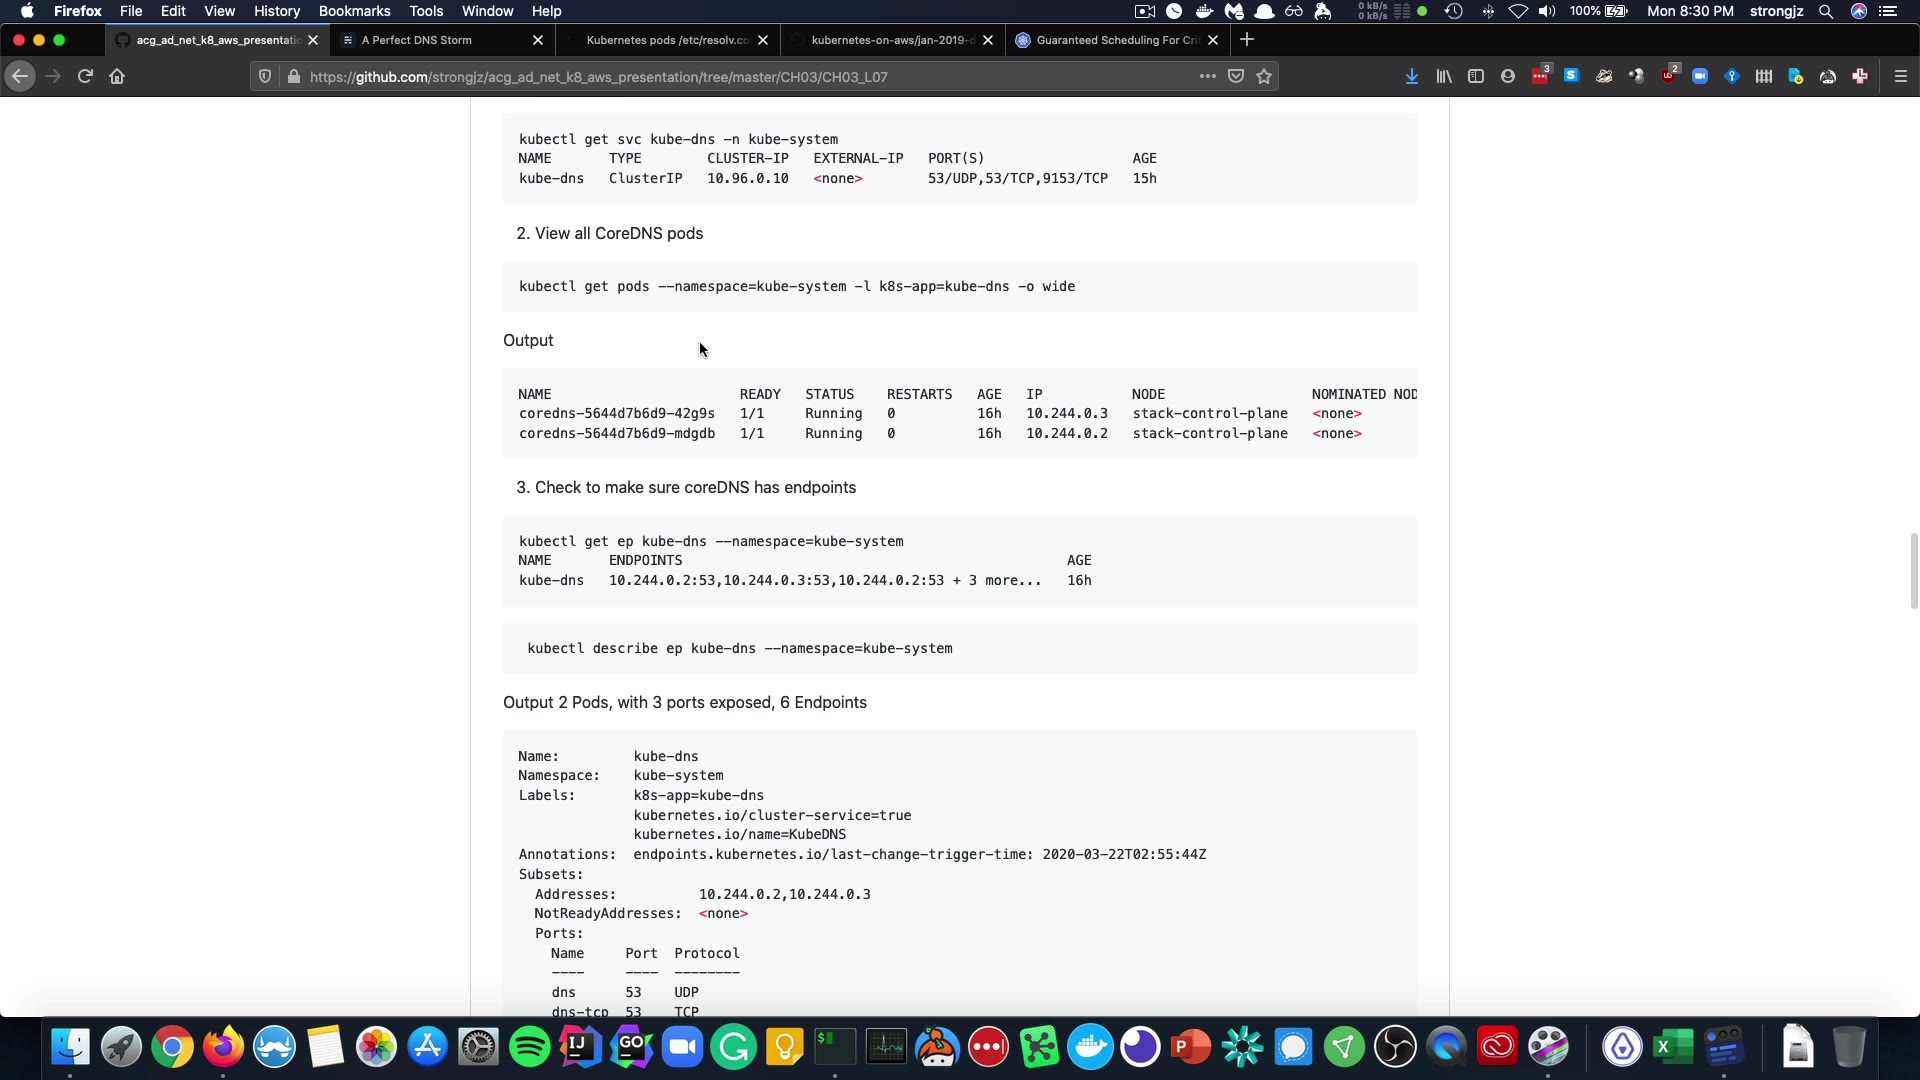 Firefox File Edit View History Bookmarks Tools Window Help
0 kB/s
0 kB/s
100% Mon 8:30 PM strongjz
acg_ad_net_k8_aws_presentatio
A Perfect DNS Storm
Kubernetes pods /etc/resolv.co
kubernetes-on-aws/jan-2019-d
Guaranteed Scheduling For Cri
https://github.com/strongjz/acg_ad_net_k8_aws_presentation/tree/master/CH03/CH03_L07
3
2
kubectl get svc kube-dns -n kube-system
NAME TYPE CLUSTER-IP EXTERNAL-IP PORT(S) AGE
kube-dns ClusterIP 10.96.0.10 <none> 53/UDP,53/TCP,9153/TCP 15h
2. View all CoreDNS pods
kubectl get pods --namespace=kube-system -l k8s-app=kube-dns -o wide
Output
NAME READY STATUS RESTARTS AGE IP NODE NOMINATED NOD
coredns-5644d7b6d9-42g9s 1/1 Running 0 16h 10.244.0.3 stack-control-plane <none>
coredns-5644d7b6d9-mdgdb 1/1 Running 0 16h 10.244.0.2 stack-control-plane <none>
3. Check to make sure coreDNS has endpoints
kubectl get ep kube-dns --namespace=kube-system
NAME ENDPOINTS AGE
kube-dns 10.244.0.2:53,10.244.0.3:53,10.244.0.2:53 + 3 more... 16h
kubectl describe ep kube-dns --namespace=kube-system
Output 2 Pods, with 3 ports exposed, 6 Endpoints
Name: kube-dns
Namespace: kube-system
Labels: k8s-app=kube-dns
kubernetes.io/cluster-service=true
kubernetes.io/name=KubeDNS
Annotations: endpoints.kubernetes.io/last-change-trigger-time: 2020-03-22T02:55:44Z
Subsets:
Addresses: 10.244.0.2,10.244.0.3
NotReadyAddresses: <none>
Ports:
Name Port Protocol
---- ---- --------
dns 53 UDP
dns-tcp 53 TCP
IJ
GO
$
P
X